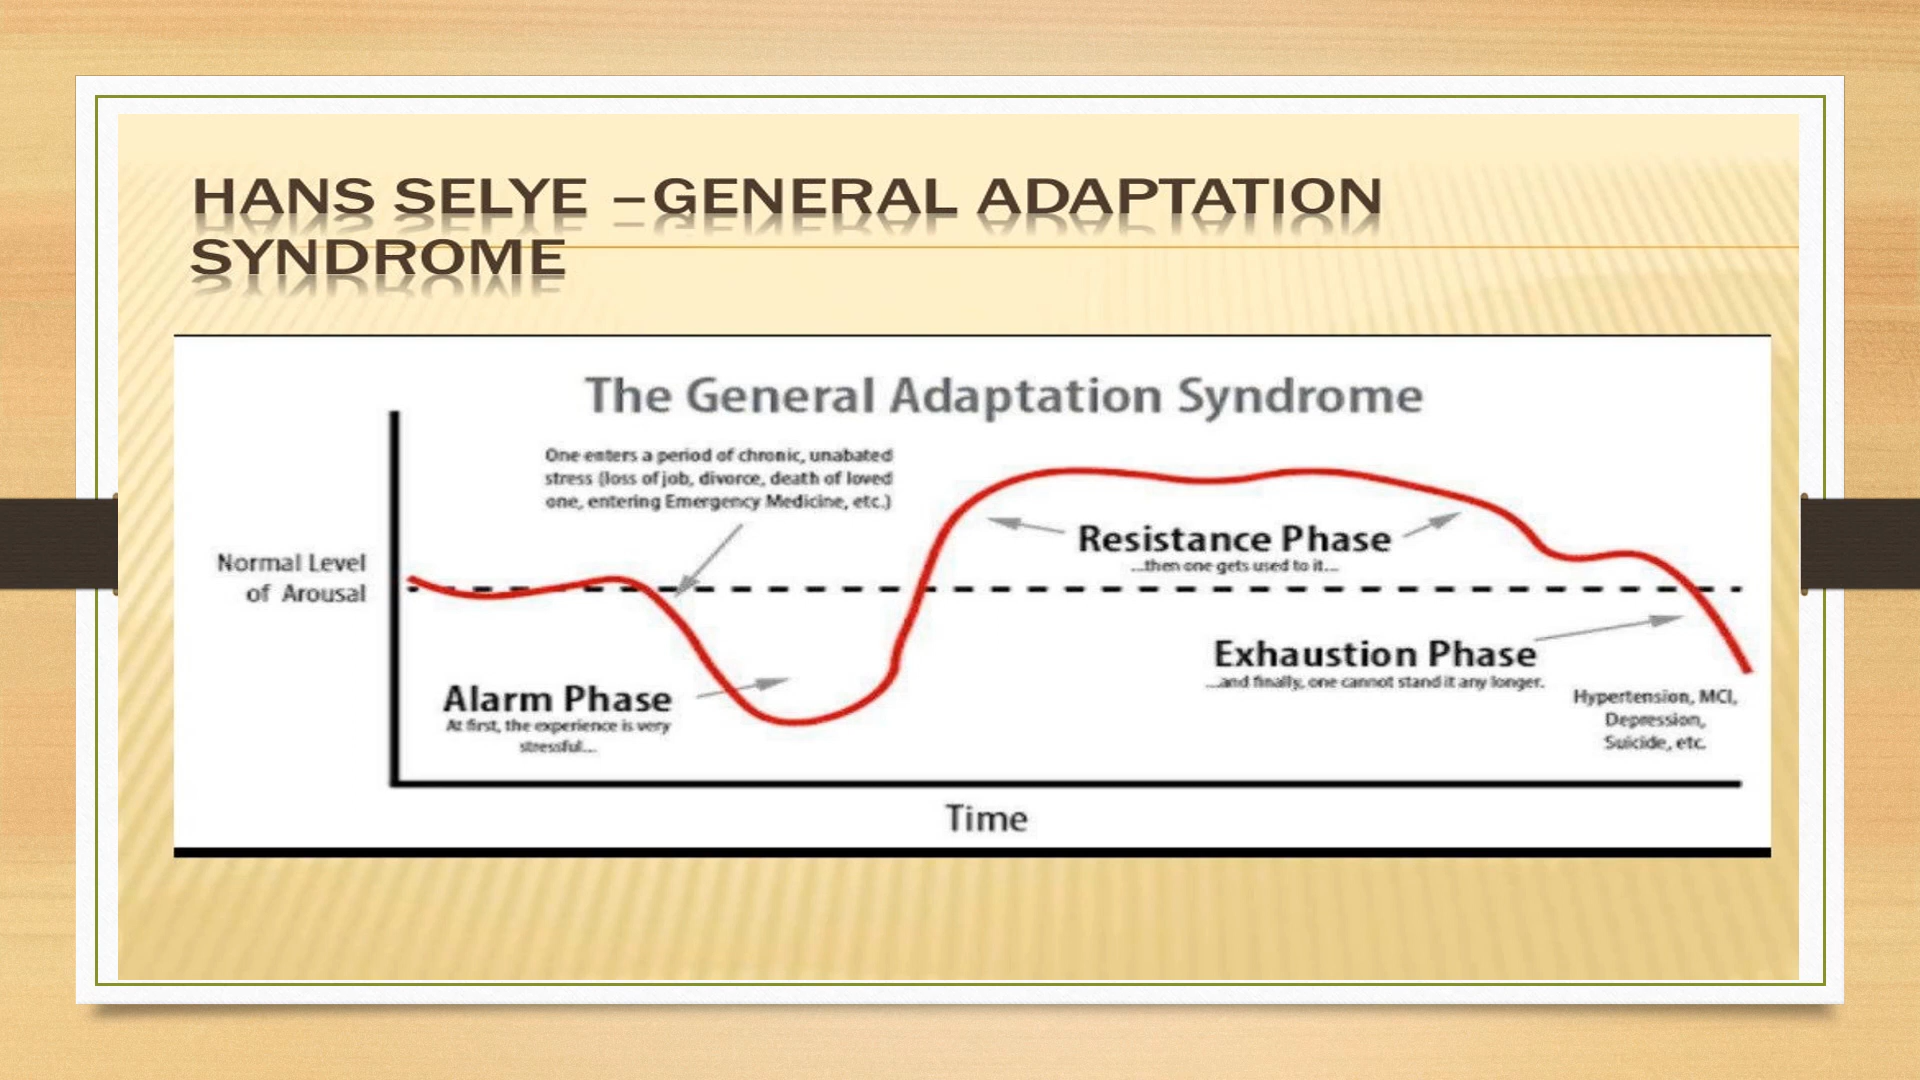 HANS SELYE –GENERAL ADAPTATION
SYNDROME
The General Adaptation Syndrome
One enters a period of chronic, unabated
stress (loss of job, divorce, death of loved
one, entering Emergency Medicine, etc.)
Normal Level
of Arousal
Resistance Phase
...then one gets used to it...
Exhaustion Phase
...and finally, one cannot stand it any longer.
Alarm Phase
At first, the experience is very
stressful...
Hypertension, MCI,
Depression,
Suicide, etc.
Time